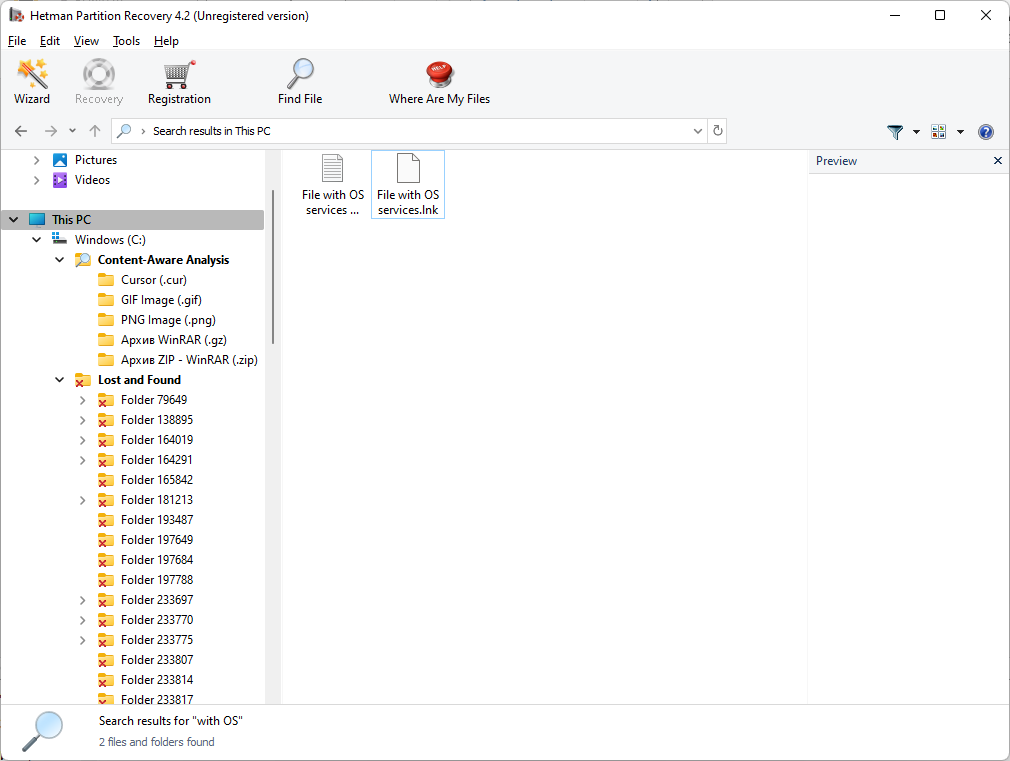 Hetman Partition Recovery 4.2 (Unregistered version)
File Edit View Tools Help
Wizard Recovery Registration Find File Where Are My Files
HELP
Search results in This PC
Pictures
Videos
This PC
Windows (C:)
Content-Aware Analysis
Cursor (.cur)
GIF Image (.gif)
PNG Image (.png)
Архив WinRAR (.gz)
Архив ZIP - WinRAR (.zip)
Lost and Found
Folder 79649
Folder 138895
Folder 164019
Folder 164291
Folder 165842
Folder 181213
Folder 193487
Folder 197649
Folder 197684
Folder 197788
Folder 233697
Folder 233770
Folder 233775
Folder 233807
Folder 233814
Folder 233817
File with OS
services ...
File with OS
services.lnk
Preview
Search results for "with OS"
2 files and folders found